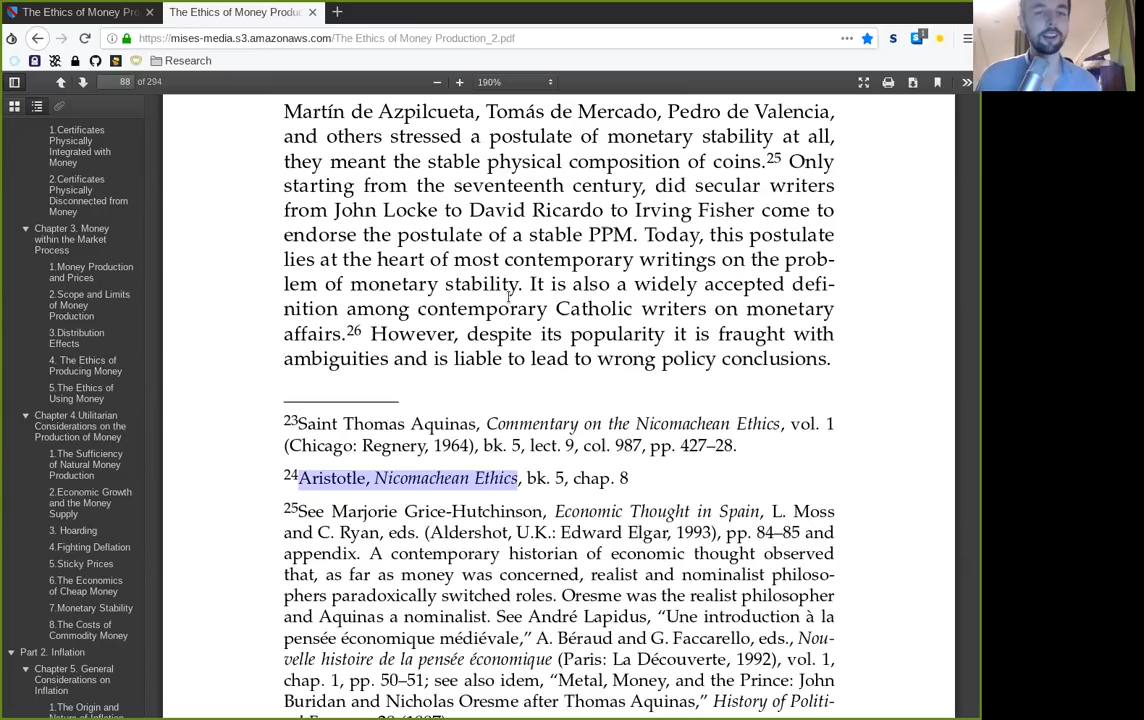 The Ethics of Money Produc
The Ethics of Money Produc
https://mises-media.s3.amazonaws.com/The Ethics of Money Production_2.pdf
Research
88 of 294
190%
1.Certificates
Physically
Integrated with
Money
2.Certificates
Physically
Disconnected from
Money
Chapter 3. Money
within the Market
Process
1.Money Production
and Prices
2.Scope and Limits
of Money
Production
3.Distribution
Effects
4. The Ethics of
Producing Money
5.The Ethics of
Using Money
Chapter 4.Utilitarian
Considerations on the
Production of Money
1.The Sufficiency
of Natural Money
Production
2.Economic Growth
and the Money
Supply
3. Hoarding
4.Fighting Deflation
5.Sticky Prices
6.The Economics
of Cheap Money
7.Monetary Stability
8.The Costs of
Commodity Money
Part 2. Inflation
Chapter 5. General
Considerations on
Inflation
1.The Origin and
Nature of Inflation
Martín de Azpilcueta, Tomás de Mercado, Pedro de Valencia,
and others stressed a postulate of monetary stability at all,
they meant the stable physical composition of coins.25 Only
starting from the seventeenth century, did secular writers
from John Locke to David Ricardo to Irving Fisher come to
endorse the postulate of a stable PPM. Today, this postulate
lies at the heart of most contemporary writings on the prob-
lem of monetary stability. It is also a widely accepted defi-
nition among contemporary Catholic writers on monetary
affairs.26 However, despite its popularity it is fraught with
ambiguities and is liable to lead to wrong policy conclusions.
23Saint Thomas Aquinas, Commentary on the Nicomachean Ethics, vol. 1
(Chicago: Regnery, 1964), bk. 5, lect. 9, col. 987, pp. 427–28.
24Aristotle, Nicomachean Ethics, bk. 5, chap. 8
25See Marjorie Grice-Hutchinson, Economic Thought in Spain, L. Moss
and C. Ryan, eds. (Aldershot, U.K.: Edward Elgar, 1993), pp. 84–85 and
appendix. A contemporary historian of economic thought observed
that, as far as money was concerned, realist and nominalist philoso-
phers paradoxically switched roles. Oresme was the realist philosopher
and Aquinas a nominalist. See André Lapidus, “Une introduction à la
pensée économique médiévale,” A. Béraud and G. Faccarello, eds., Nou-
velle histoire de la pensée économique (Paris: La Découverte, 1992), vol. 1,
chap. 1, pp. 50–51; see also idem, “Metal, Money, and the Prince: John
Buridan and Nicholas Oresme after Thomas Aquinas,” History of Politi-